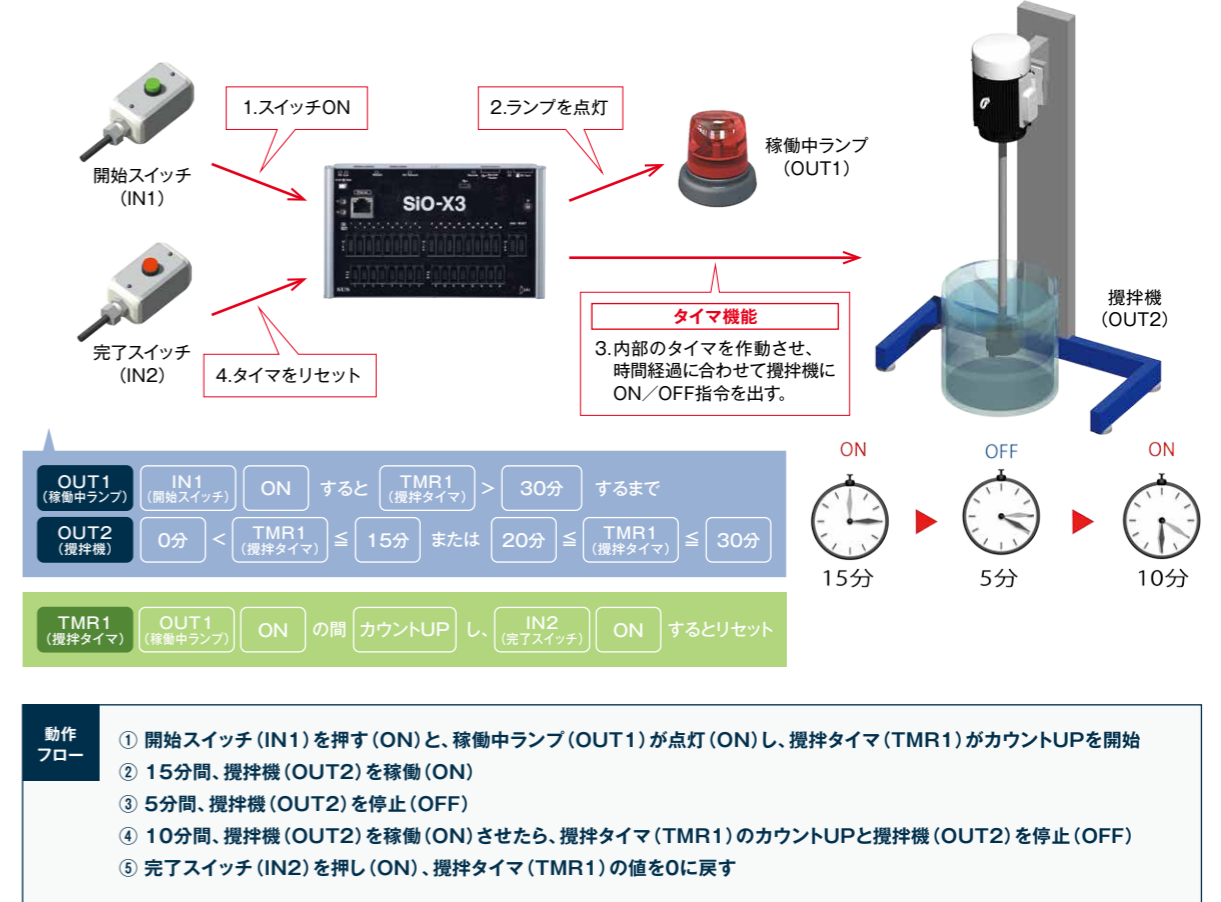 1.スイッチON
2.ランプを点灯
開始スイッチ
(IN1)
SiO-X3
稼働中ランプ
(OUT1)
完了スイッチ
(IN2)
4.タイマをリセット
タイマ機能
3.内部のタイマを作動させ、
時間経過に合わせて攪拌機に
ON／OFF指令を出す。
攪拌機
(OUT2)
SUS
OUT1 IN1 ON すると TMR1 > 30分 するまで
(稼働中ランプ) (開始スイッチ) (攪拌タイマ)
OUT2 0分 < TMR1 ≦ 15分 または 20分 ≦ TMR1 ≦ 30分
(攪拌機) (攪拌タイマ) (攪拌タイマ)
TMR1 OUT1 ON の間 カウントUP し、 IN2 ON するとリセット
(攪拌タイマ) (稼働中ランプ) (完了スイッチ)
ON OFF ON
15分 5分 10分
動作
フロー
① 開始スイッチ(IN1)を押す(ON)と、稼働中ランプ(OUT1)が点灯(ON)し、攪拌タイマ(TMR1)がカウントUPを開始
② 15分間、攪拌機(OUT2)を稼働(ON)
③ 5分間、攪拌機(OUT2)を停止(OFF)
④ 10分間、攪拌機(OUT2)を稼働(ON)させたら、攪拌タイマ(TMR1)のカウントUPと攪拌機(OUT2)を停止(OFF)
⑤ 完了スイッチ(IN2)を押し(ON)、攪拌タイマ(TMR1)の値を0に戻す